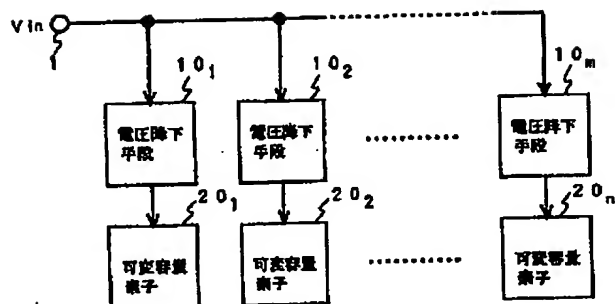 Vin
1
10₁ 10₂ 10ₘ
電圧降下 電圧降下 電圧降下
手段 手段 手段
20₁ 20₂ 20ₙ
可変容量 可変容量 可変容量
素子 素子 素子